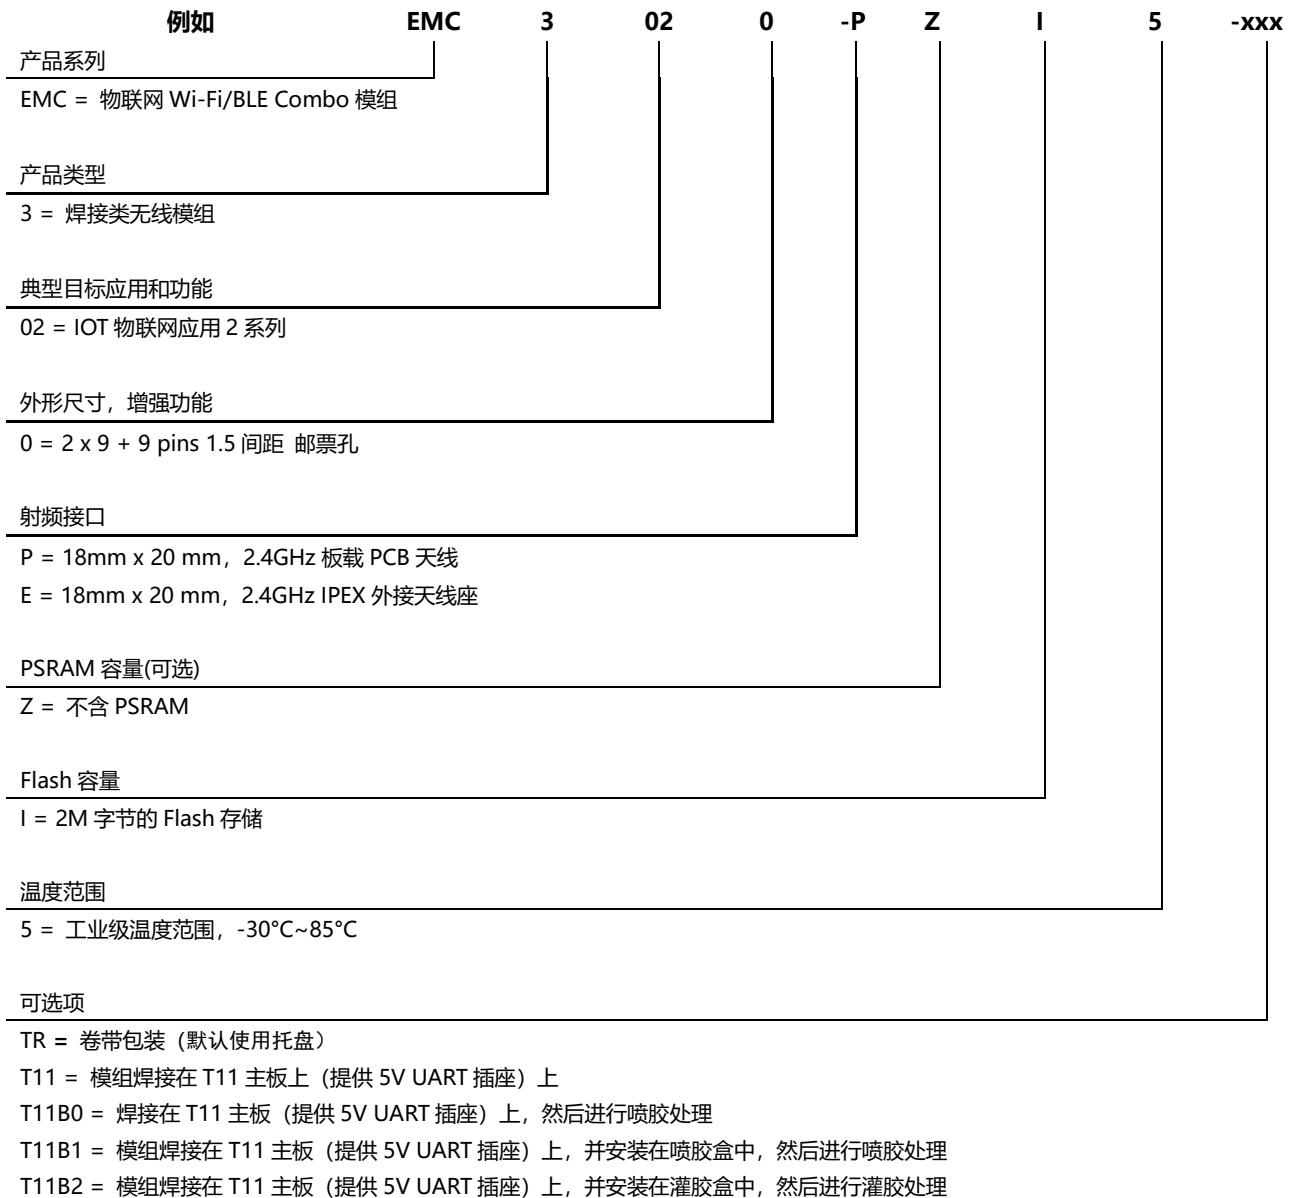 例如 EMC 3 02 0 -P Z I 5 -xxx
产品系列
EMC = 物联网 Wi-Fi/BLE Combo 模组
产品类型
3 = 焊接类无线模组
典型目标应用和功能
02 = IOT 物联网应用 2 系列
外形尺寸，增强功能
0 = 2 x 9 + 9 pins 1.5 间距 邮票孔
射频接口
P = 18mm x 20 mm，2.4GHz 板载 PCB 天线
E = 18mm x 20 mm，2.4GHz IPEX 外接天线座
PSRAM 容量(可选)
Z = 不含 PSRAM
Flash 容量
I = 2M 字节的 Flash 存储
温度范围
5 = 工业级温度范围，-30°C~85°C
可选项
TR = 卷带包装（默认使用托盘）
T11 = 模组焊接在 T11 主板上（提供 5V UART 插座）上
T11B0 = 焊接在 T11 主板（提供 5V UART 插座）上，然后进行喷胶处理
T11B1 = 模组焊接在 T11 主板（提供 5V UART 插座）上，并安装在喷胶盒中，然后进行喷胶处理
T11B2 = 模组焊接在 T11 主板（提供 5V UART 插座）上，并安装在灌胶盒中，然后进行灌胶处理